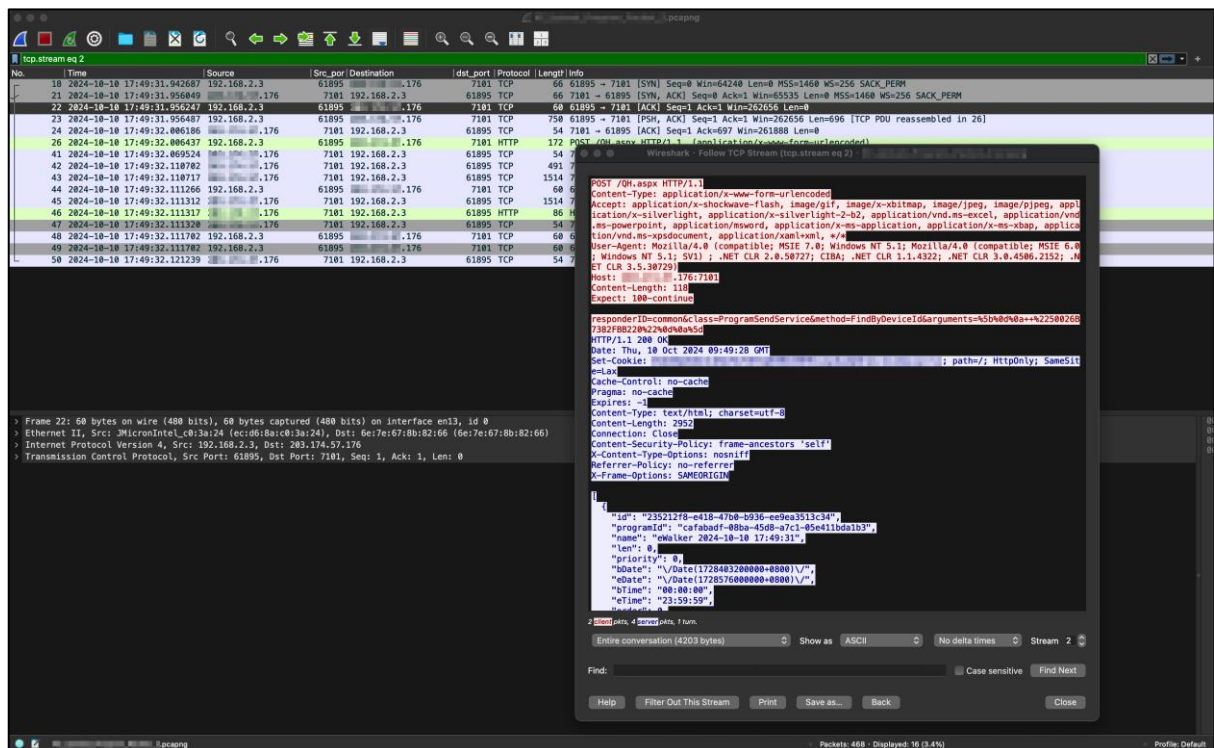 .pcapng
tcp.stream eq 2
No. Time Source Src_por Destination dst_port Protocol Length Info
18 2024-10-10 17:49:31.942687 192.168.2.3 61895 .176 7101 TCP 66 61895 → 7101 [SYN] Seq=0 Win=64240 Len=0 MSS=1460 WS=256 SACK_PERM
21 2024-10-10 17:49:31.956049 .176 7101 192.168.2.3 61895 TCP 66 7101 → 61895 [SYN, ACK] Seq=0 Ack=1 Win=65535 Len=0 MSS=1460 WS=256 SACK_PERM
22 2024-10-10 17:49:31.956247 192.168.2.3 61895 .176 7101 TCP 60 61895 → 7101 [ACK] Seq=1 Ack=1 Win=262656 Len=0
23 2024-10-10 17:49:31.956487 192.168.2.3 61895 .176 7101 TCP 750 61895 → 7101 [PSH, ACK] Seq=1 Ack=1 Win=262656 Len=696 [TCP PDU reassembled in 26]
24 2024-10-10 17:49:32.006186 .176 7101 192.168.2.3 61895 TCP 54 7101 → 61895 [ACK] Seq=1 Ack=697 Win=261888 Len=0
26 2024-10-10 17:49:32.006437 192.168.2.3 61895 .176 7101 HTTP 172 POST /QH.aspx HTTP/1.1 (application/x-www-form-urlencoded)
41 2024-10-10 17:49:32.069524 .176 7101 192.168.2.3 61895 TCP 54 7
42 2024-10-10 17:49:32.110702 .176 7101 192.168.2.3 61895 TCP 491 7
43 2024-10-10 17:49:32.110717 .176 7101 192.168.2.3 61895 TCP 1514 7
44 2024-10-10 17:49:32.111266 192.168.2.3 61895 .176 7101 TCP 60 6
45 2024-10-10 17:49:32.111312 .176 7101 192.168.2.3 61895 TCP 1514 7
46 2024-10-10 17:49:32.111317 .176 7101 192.168.2.3 61895 HTTP 86 H
47 2024-10-10 17:49:32.111320 .176 7101 192.168.2.3 61895 TCP 54 7
48 2024-10-10 17:49:32.111702 192.168.2.3 61895 .176 7101 TCP 60 6
49 2024-10-10 17:49:32.111702 192.168.2.3 61895 .176 7101 TCP 60 6
50 2024-10-10 17:49:32.121239 .176 7101 192.168.2.3 61895 TCP 54 7
Frame 22: 60 bytes on wire (480 bits), 60 bytes captured (480 bits) on interface en13, id 0
Ethernet II, Src: JMicronIntel_c0:3a:24 (ec:d6:8a:c0:3a:24), Dst: 6e:7e:67:8b:82:66 (6e:7e:67:8b:82:66)
Internet Protocol Version 4, Src: 192.168.2.3, Dst: 203.174.57.176
Transmission Control Protocol, Src Port: 61895, Dst Port: 7101, Seq: 1, Ack: 1, Len: 0
Wireshark · Follow TCP Stream (tcp.stream eq 2) ·
POST /QH.aspx HTTP/1.1
Content-Type: application/x-www-form-urlencoded
Accept: application/x-shockwave-flash, image/gif, image/x-xbitmap, image/jpeg, image/pjpeg, appl
ication/x-silverlight, application/x-silverlight-2-b2, application/vnd.ms-excel, application/vnd
.ms-powerpoint, application/msword, application/x-ms-application, application/x-ms-xbap, applica
tion/vnd.ms-xpsdocument, application/xaml+xml, */*
User-Agent: Mozilla/4.0 (compatible; MSIE 7.0; Windows NT 5.1; Mozilla/4.0 (compatible; MSIE 6.0
; Windows NT 5.1; SV1) ; .NET CLR 2.0.50727; CIBA; .NET CLR 1.1.4322; .NET CLR 3.0.4506.2152; .N
ET CLR 3.5.30729)
Host: .176:7101
Content-Length: 118
Expect: 100-continue
responderID=common&class=ProgramSendService&method=FindByDeviceId&arguments=%5b%0d%0a++%2250026B
7382FBB220%22%0d%0a%5d
HTTP/1.1 200 OK
Date: Thu, 10 Oct 2024 09:49:28 GMT
Set-Cookie: ; path=/; HttpOnly; SameSit
e=Lax
Cache-Control: no-cache
Pragma: no-cache
Expires: -1
Content-Type: text/html; charset=utf-8
Content-Length: 2952
Connection: Close
Content-Security-Policy: frame-ancestors 'self'
X-Content-Type-Options: nosniff
Referrer-Policy: no-referrer
X-Frame-Options: SAMEORIGIN
[
{
"id": "235212f8-e418-47b0-b936-ee9ea3513c34",
"programId": "cafabadf-08ba-45d8-a7c1-05e411bda1b3",
"name": "eWalker 2024-10-10 17:49:31",
"len": 0,
"priority": 0,
"bDate": "\/Date(1728403200000+0800)\/",
"eDate": "\/Date(1728576000000+0800)\/",
"bTime": "00:00:00",
"eTime": "23:59:59",
"order": 0,
2 client pkts, 4 server pkts, 1 turn.
Entire conversation (4203 bytes) Show as ASCII No delta times Stream 2
Find: Case sensitive Find Next
Help Filter Out This Stream Print Save as… Back Close
.pcapng Packets: 468 · Displayed: 16 (3.4%) Profile: Default